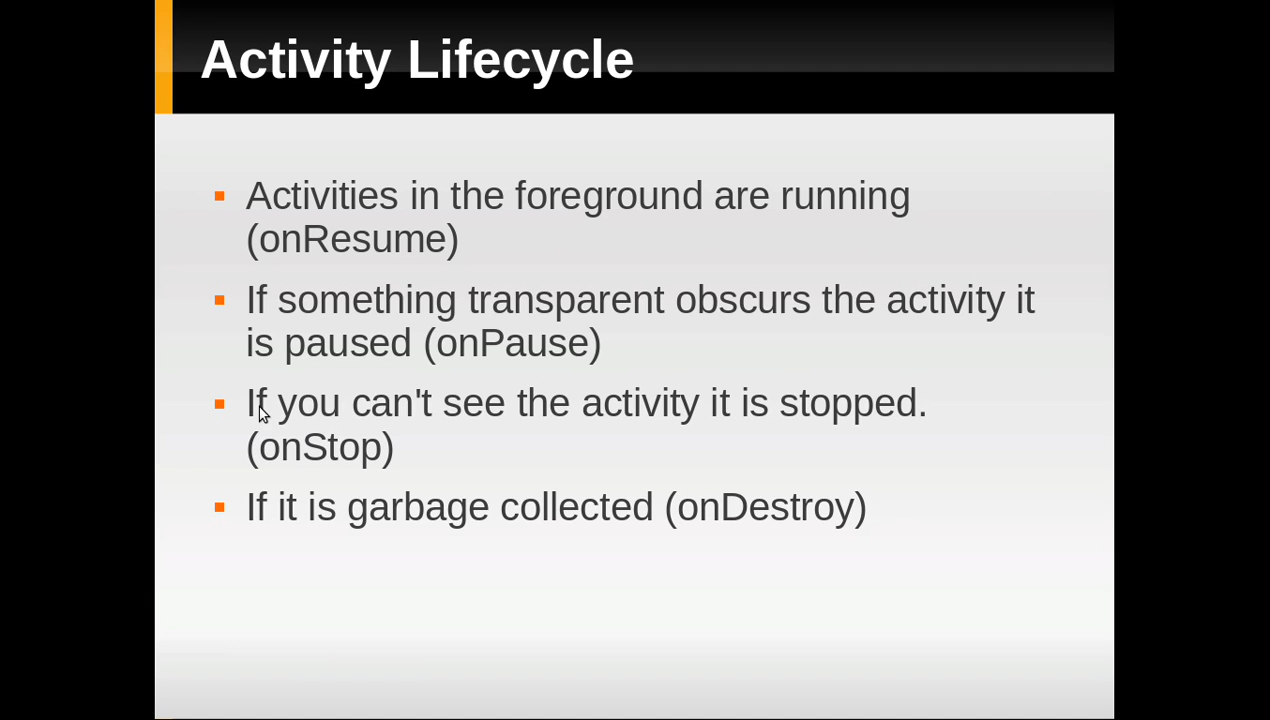 Activity Lifecycle
Activities in the foreground are running
(onResume)
If something transparent obscurs the activity it
is paused (onPause)
If you can't see the activity it is stopped.
(onStop)
If it is garbage collected (onDestroy)